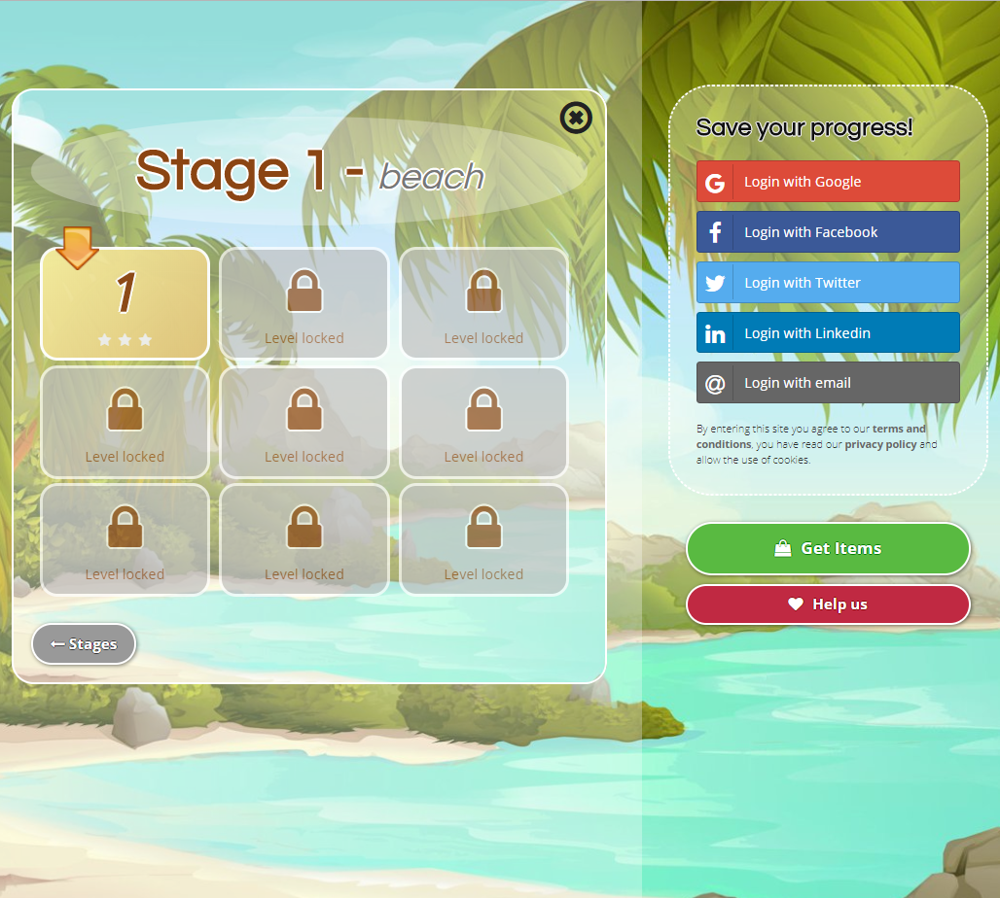 Stage 1 - beach
1
Level locked
Level locked
Level locked
Level locked
Level locked
Level locked
Level locked
Level locked
Stages
Save your progress!
Login with Google
Login with Facebook
Login with Twitter
Login with Linkedin
@ Login with email
By entering this site you agree to our terms and
conditions, you have read our privacy policy and
allow the use of cookies.
Get Items
Help us